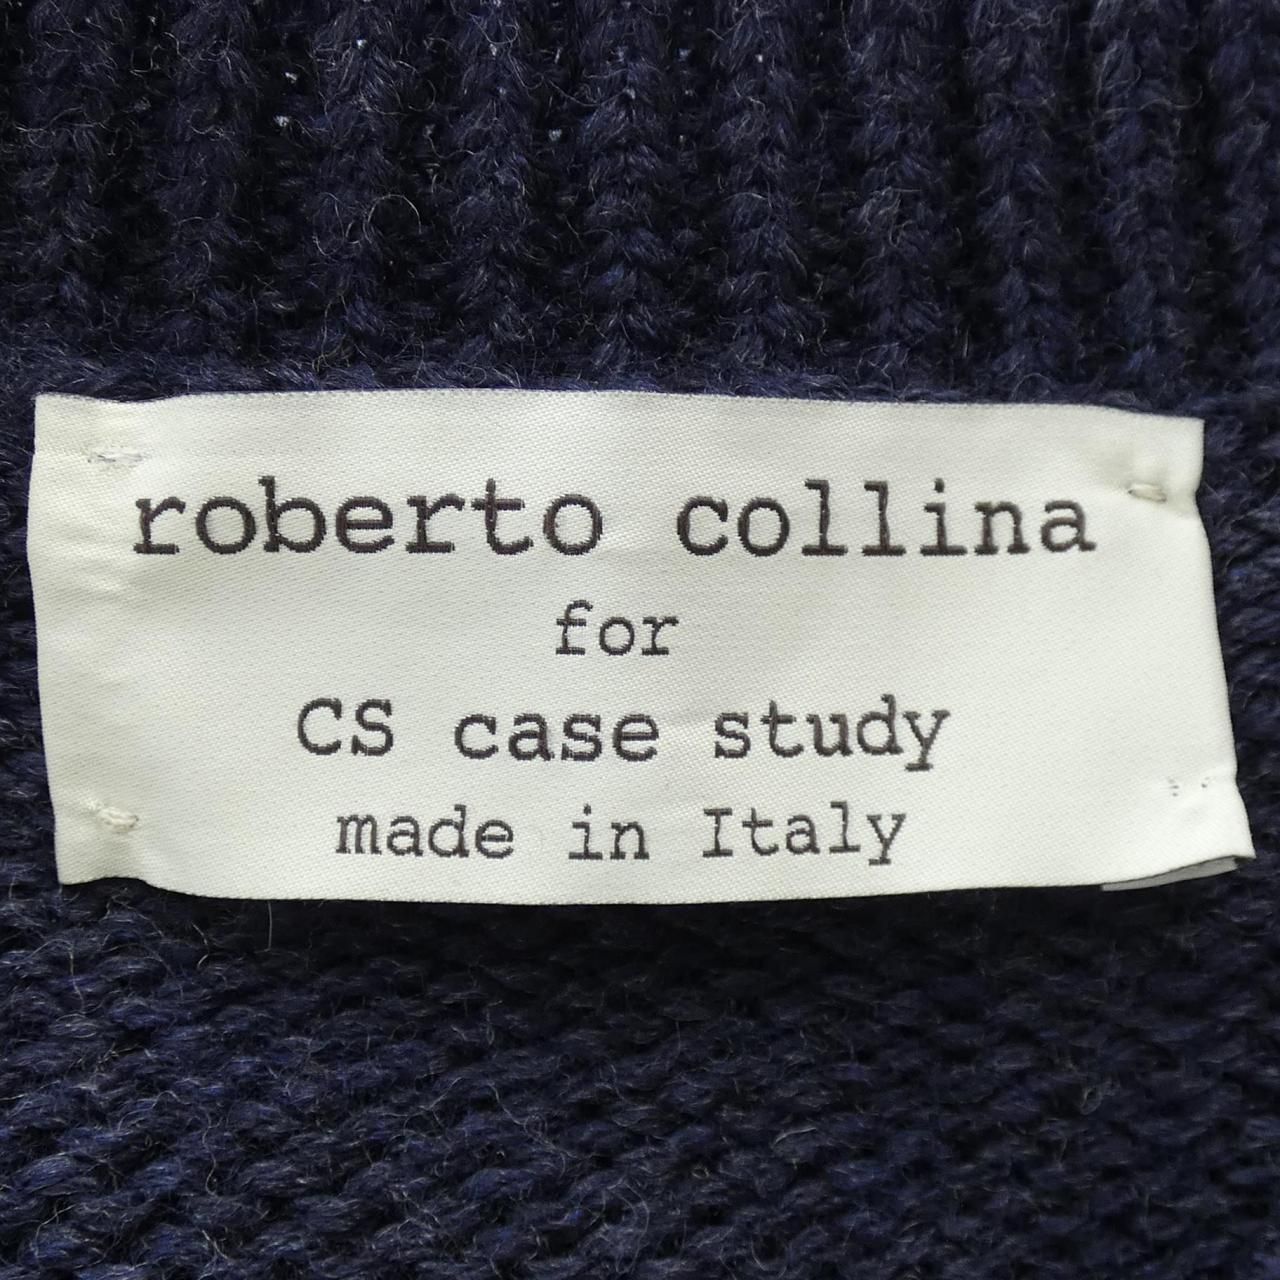 roberto collina
for
CS case study
made in Italy